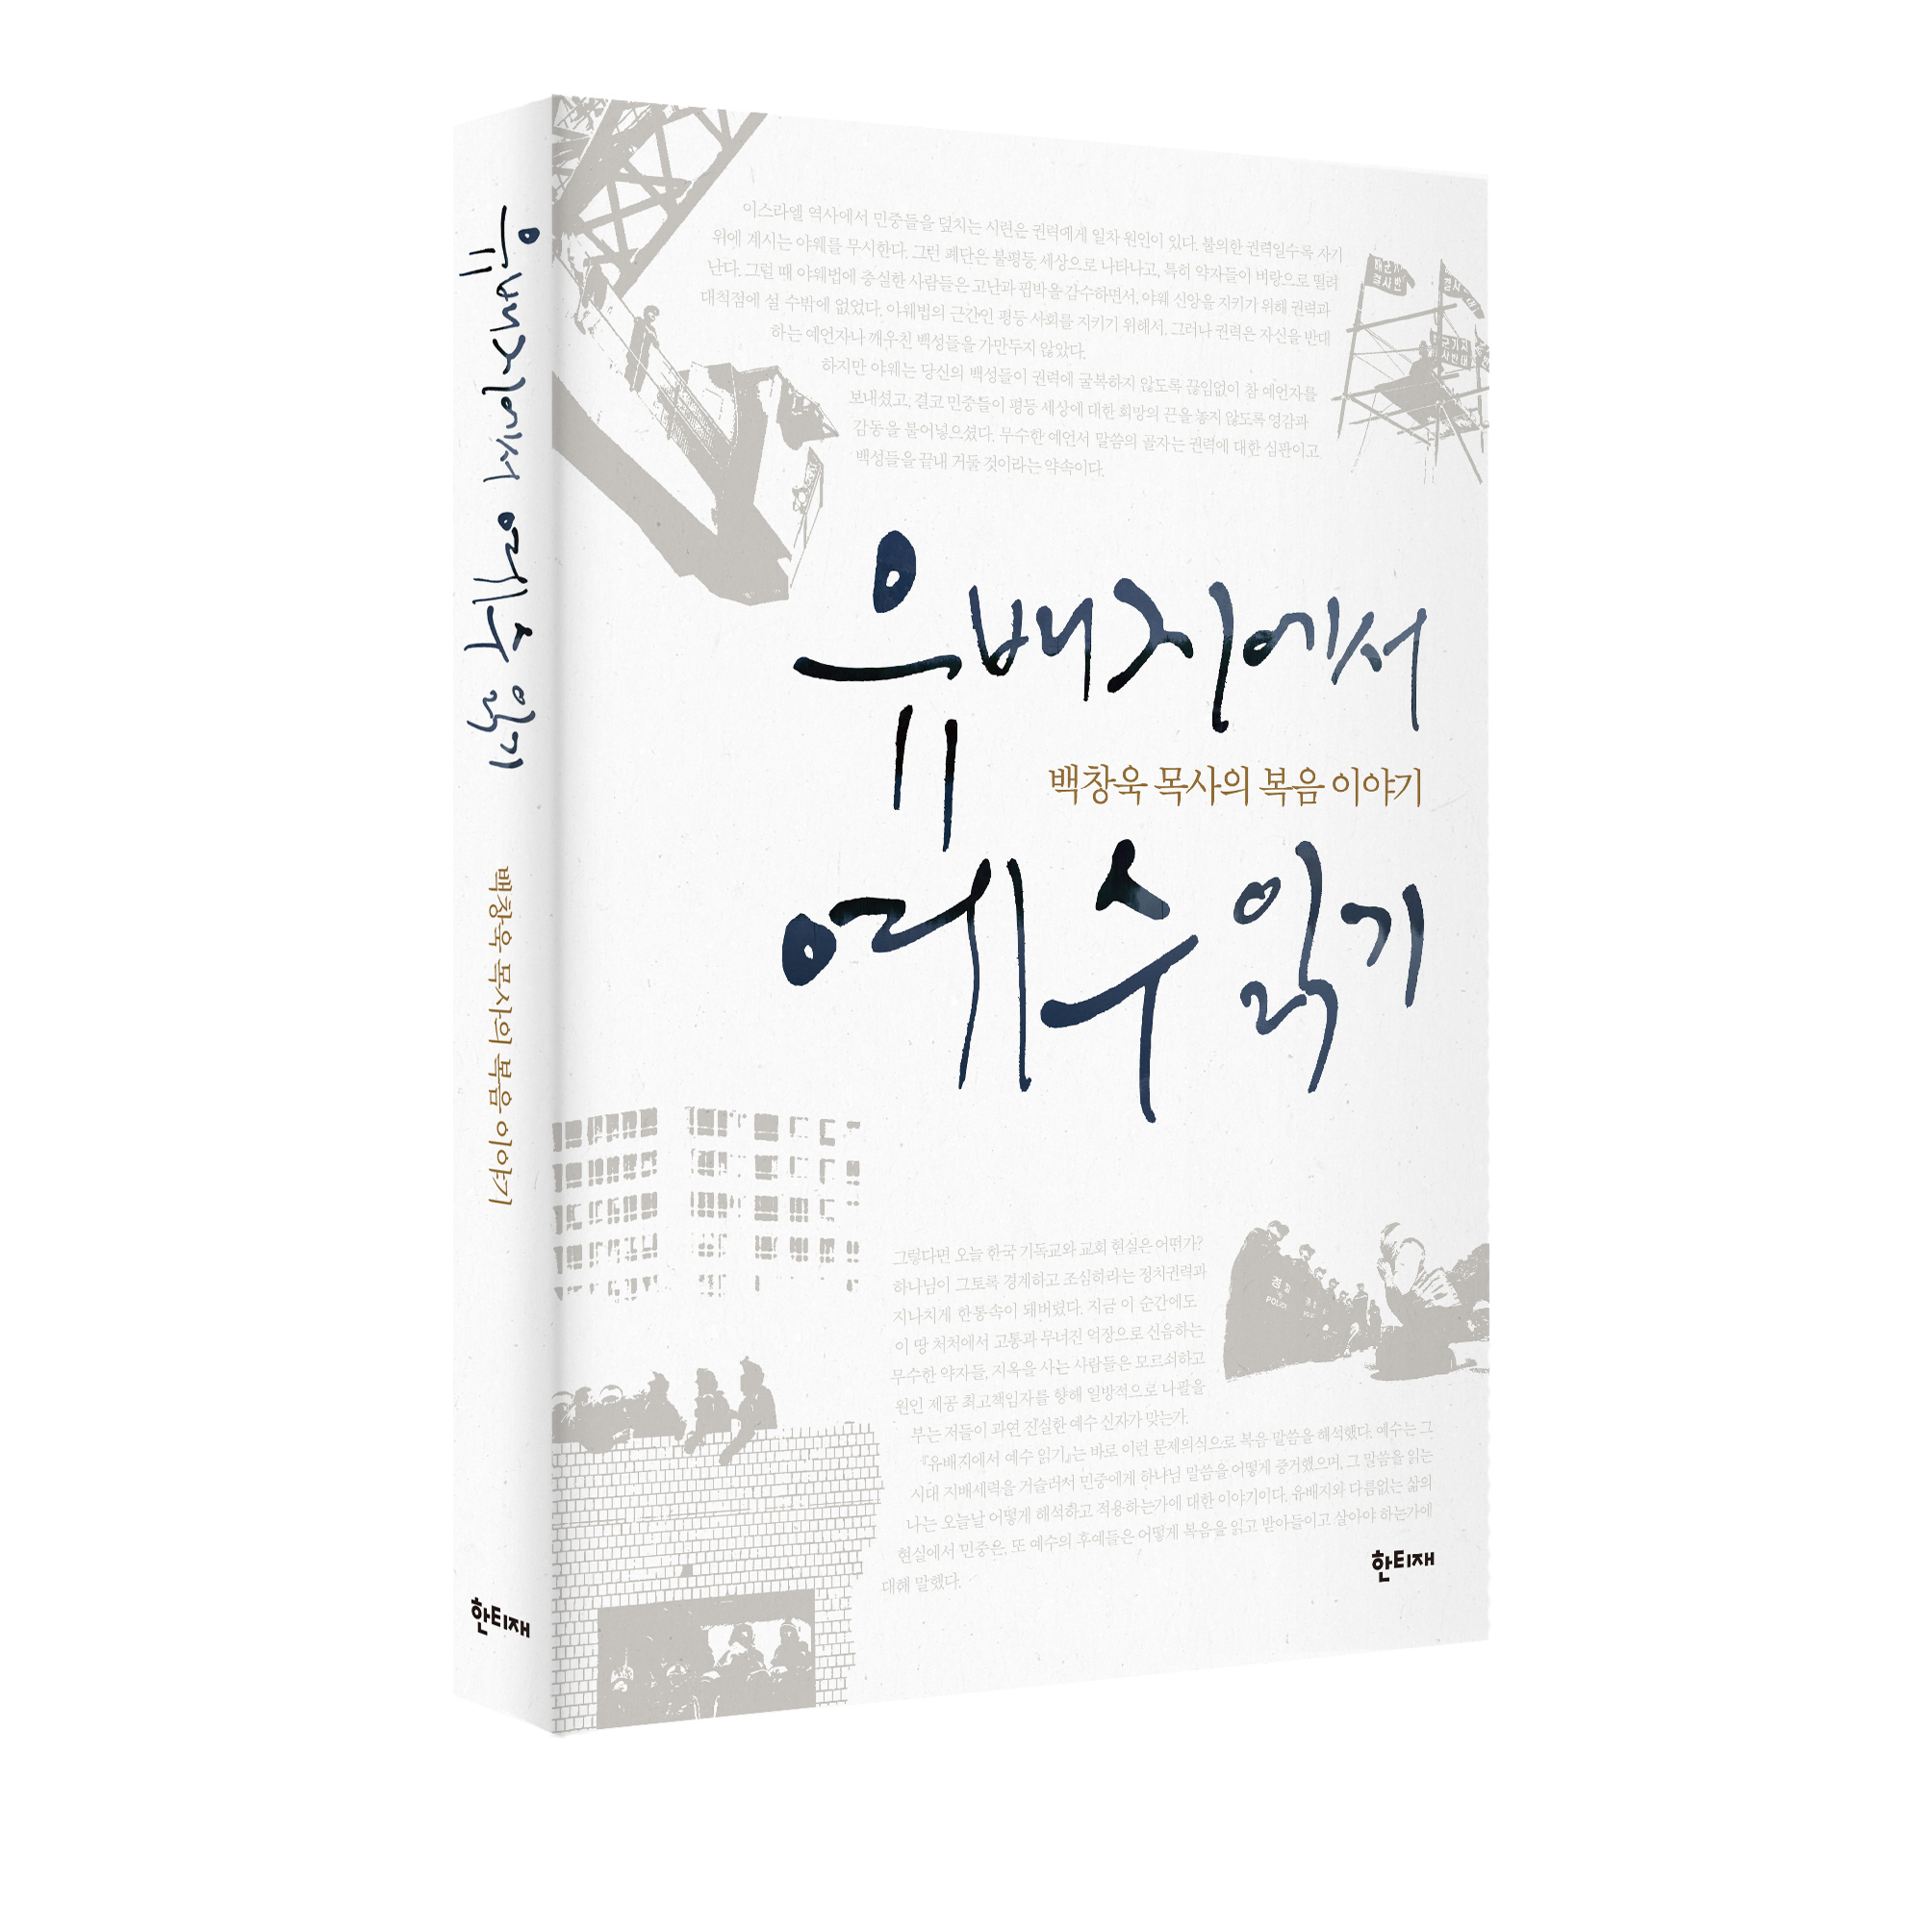 유배지에서 예수 읽기
백창욱 목사의 복음 이야기
한티재
이스라엘 역사에서 민중들을 덮치는 시련은 권력에게 일차 원인이 있다. 불의한 권력일수록 자기
위에 계시는 야웨를 무시한다. 그런 폐단은 불평등 세상으로 나타나고, 특히 약자들이 벼랑으로 떨려
난다. 그럴 때 야웨법에 충실한 사람들은 고난과 핍박을 감수하면서, 야웨 신앙을 지키기 위해 권력과
대척점에 설 수밖에 없었다. 야웨법의 근간인 평등 사회를 지키기 위해서. 그러나 권력은 자신을 반대
하는 예언자나 깨우친 백성들을 가만두지 않았다.
하지만 야웨는 당신의 백성들이 권력에 굴복하지 않도록 끊임없이 참 예언자를
보내셨고, 결코 민중들이 평등 세상에 대한 희망의 끈을 놓지 않도록 영감과
감동을 불어넣으셨다. 무수한 예언서 말씀의 골자는 권력에 대한 심판이고
백성들을 끝내 거둘 것이라는 약속이다.
결사반
유배지에서
백창욱 목사의 복음 이야기
예수 읽기
그렇다면 오늘 한국 기독교와 교회 현실은 어떤가?
하나님이 그토록 경계하고 조심하라는 정치권력과
지나치게 한통속이 돼버렸다. 지금 이 순간에도
이 땅 처처에서 고통과 무너진 억장으로 신음하는
무수한 약자들, 지옥을 사는 사람들은 모르쇠하고
원인 제공 최고책임자를 향해 일방적으로 나팔을
부는 저들이 과연 진실한 예수 신자가 맞는가.
『유배지에서 예수 읽기』는 바로 이런 문제의식으로 복음 말씀을 해석했다. 예수는 그
시대 지배세력을 거슬러서 민중에게 하나님 말씀을 어떻게 증거했으며, 그 말씀을 읽는
나는 오늘날 어떻게 해석하고 적용하는가에 대한 이야기이다. 유배지와 다름없는 삶의
현실에서 민중은, 또 예수의 후예들은 어떻게 복음을 읽고 받아들이고 살아야 하는가에
대해 말했다.
경찰
POLICE
한티재